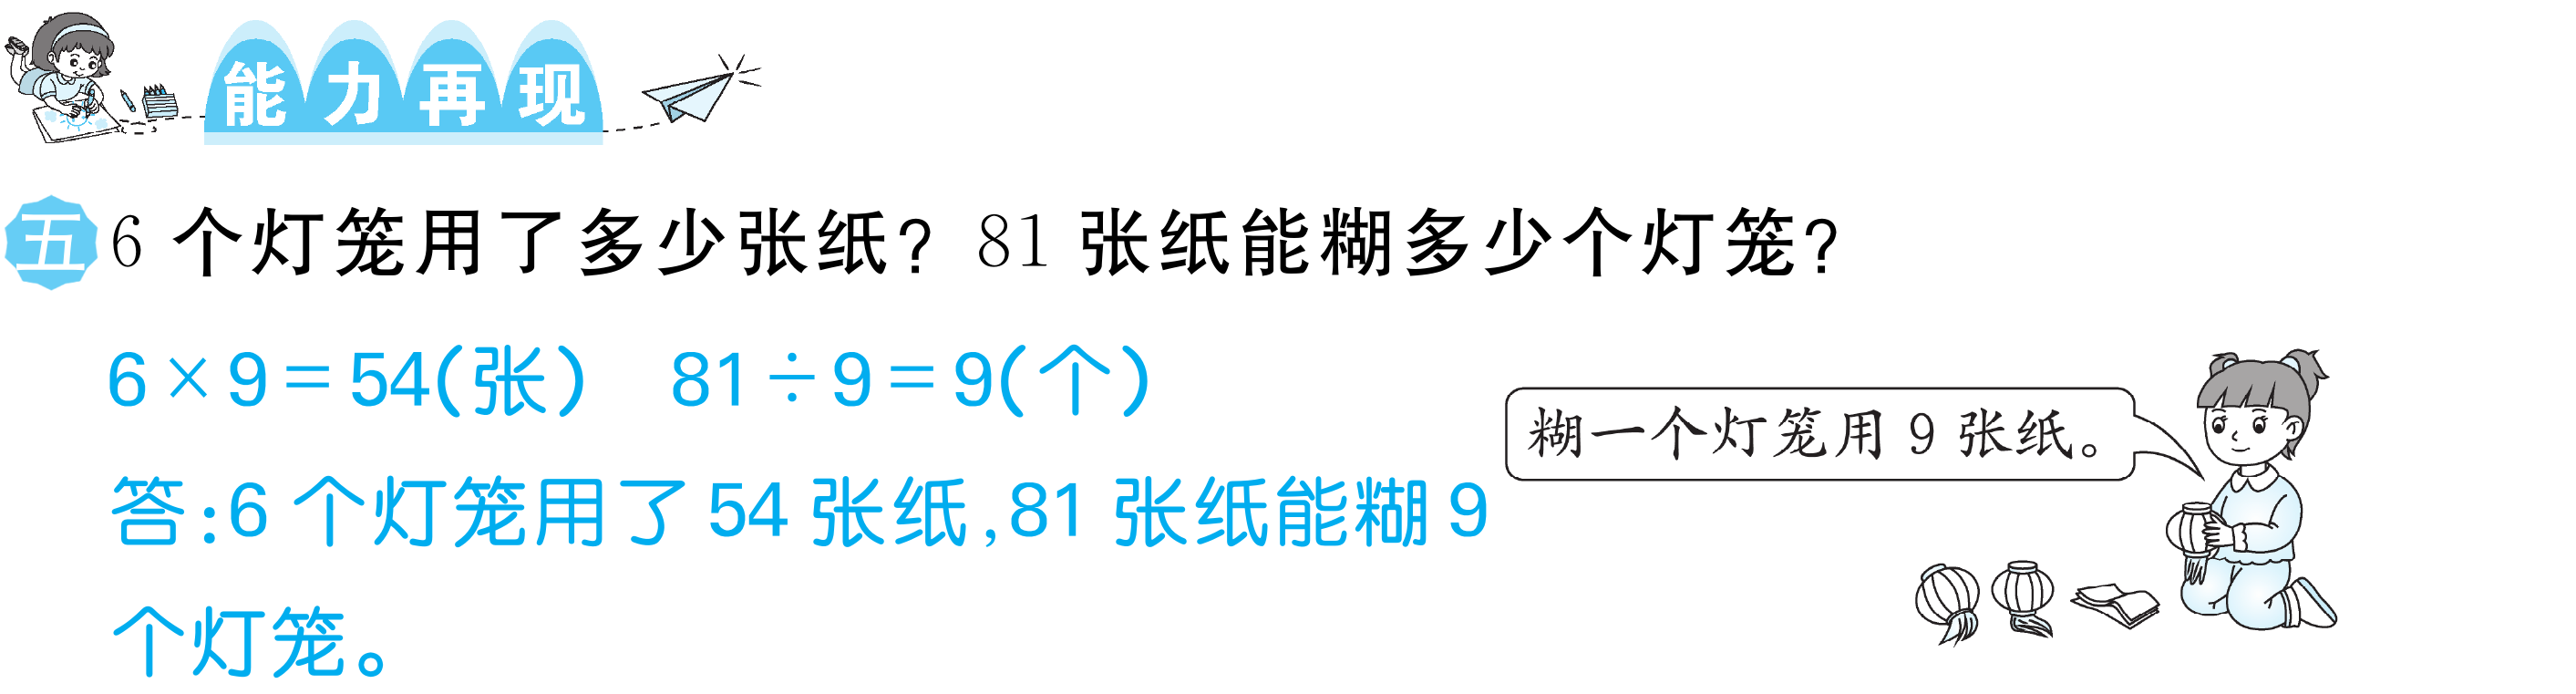 能力再现
五 6 个灯笼用了多少张纸？81 张纸能糊多少个灯笼？
6×9=54(张) 81÷9=9(个)
糊一个灯笼用 9 张纸。
答:6 个灯笼用了 54 张纸,81 张纸能糊 9
个灯笼。